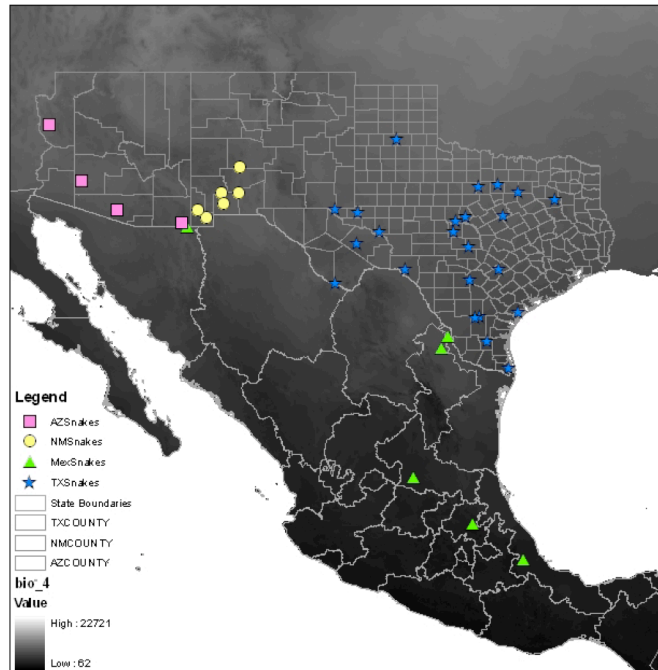 Legend
AZSnakes
NMSnakes
MexSnakes
TXSnakes
State Boundaries
TXCOUNTY
NMCOUNTY
AZCOUNTY
bio_4
Value
High : 22721
Low : 62